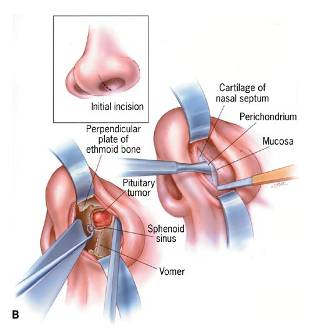 Initial incision
Cartilage of
nasal septum
Perichondrium
Mucosa
Perpendicular
plate of
ethmoid bone
Pituitary
tumor
Sphenoid
sinus
Vomer
B